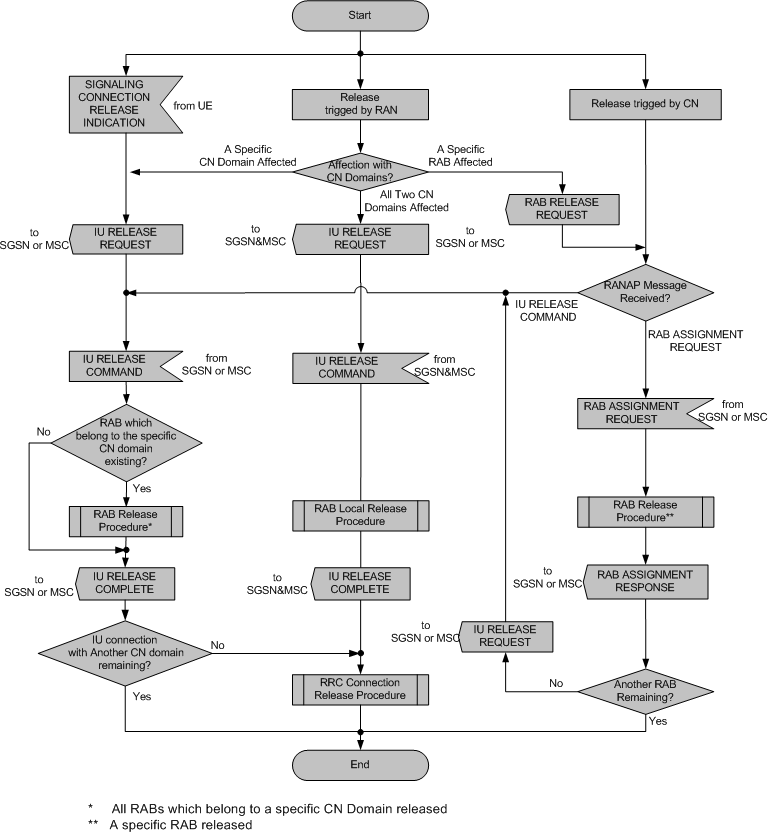 Start
SIGNALING
CONNECTION
RELEASE
INDICATION
from UE
Release
trigged by RAN
Release trigged by CN
A Specific
CN Domain Affected
Affection with
CN Domains?
A Specific
RAB Affected
All Two CN
Domains Affected
RAB RELEASE
REQUEST
to
SGSN or MSC
IU RELEASE
REQUEST
to
SGSN&MSC
IU RELEASE
REQUEST
to
SGSN or MSC
RANAP Message
Received?
IU RELEASE
COMMAND
RAB ASSIGNMENT
REQUEST
IU RELEASE
COMMAND
from
SGSN or MSC
IU RELEASE
COMMAND
from
SGSN&MSC
RAB ASSIGNMENT
REQUEST
from
SGSN or MSC
No
RAB which
belong to the specific
CN domain
existing?
Yes
RAB Release
Procedure*
RAB Local Release
Procedure
RAB Release
Procedure**
to
SGSN or MSC
IU RELEASE
COMPLETE
to
SGSN&MSC
IU RELEASE
COMPLETE
to
SGSN or MSC
RAB ASSIGNMENT
RESPONSE
to
SGSN or MSC
IU RELEASE
REQUEST
IU connection
with Another CN domain
remaining?
No
Yes
RRC Connection
Release Procedure
No
Another RAB
Remaining?
Yes
End
* All RABs which belong to a specific CN Domain released
** A specific RAB released